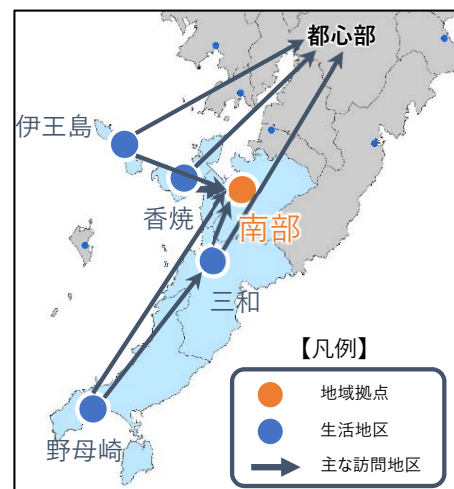 都心部
伊王島
香焼
南部
三和
野母崎
【凡例】
地域拠点
生活地区
主な訪問地区